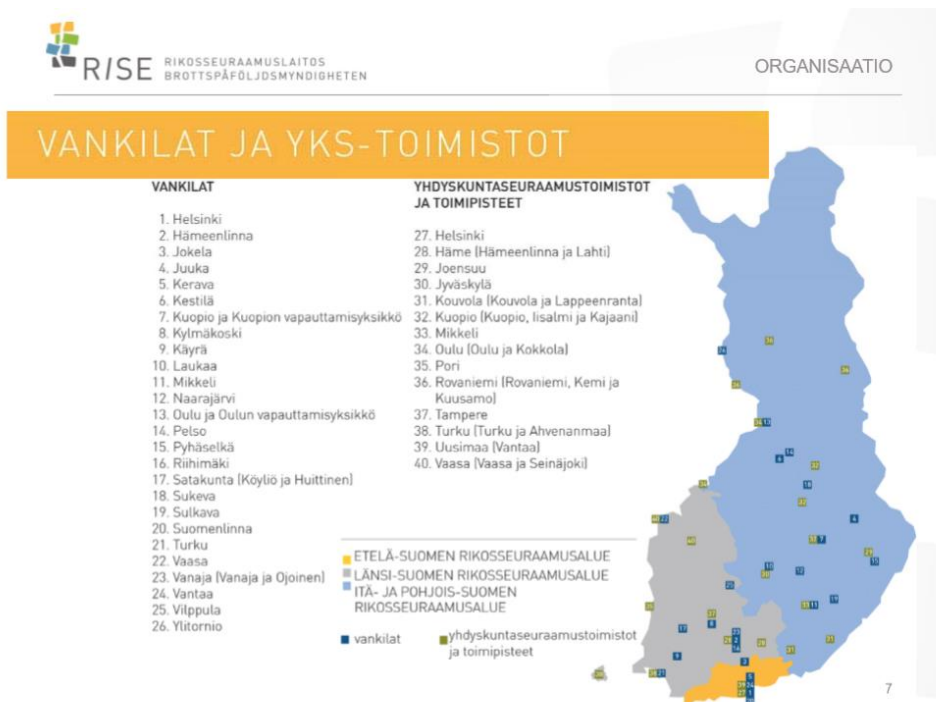 RISE RIKOSSEURAAMUSLAITOS
BROTTSPÅFÖLJDSMYNDIGHETEN
ORGANISAATIO
VANKILAT JA YKS-TOIMISTOT
VANKILAT
1. Helsinki
2. Hämeenlinna
3. Jokela
4. Juuka
5. Kerava
6. Kestilä
7. Kuopio ja Kuopion vapauttamisyksikkö
8. Kylmäkoski
9. Käyrä
10. Laukaa
11. Mikkeli
12. Naarajärvi
13. Oulu ja Oulun vapauttamisyksikkö
14. Pelso
15. Pyhäselkä
16. Riihimäki
17. Satakunta (Köyliö ja Huittinen)
18. Sukeva
19. Sulkava
20. Suomenlinna
21. Turku
22. Vaasa
23. Vanaja (Vanaja ja Ojoinen)
24. Vantaa
25. Vilppula
26. Ylitornio
YHDYSKUNTASEURAAMUSTOIMISTOT
JA TOIMIPISTEET
27. Helsinki
28. Häme (Hämeenlinna ja Lahti)
29. Joensuu
30. Jyväskylä
31. Kouvola (Kouvola ja Lappeenranta)
32. Kuopio (Kuopio, Iisalmi ja Kajaani)
33. Mikkeli
34. Oulu (Oulu ja Kokkola)
35. Pori
36. Rovaniemi (Rovaniemi, Kemi ja
Kuusamo)
37. Tampere
38. Turku (Turku ja Ahvenanmaa)
39. Uusimaa (Vantaa)
40. Vaasa (Vaasa ja Seinäjoki)
ETELÄ-SUOMEN RIKOSSEURAAMUSALUE
LÄNSI-SUOMEN RIKOSSEURAAMUSALUE
ITÄ- JA POHJOIS-SUOMEN
RIKOSSEURAAMUSALUE
vankilat
yhdyskuntaseuraamustoimistot
ja toimipisteet
7